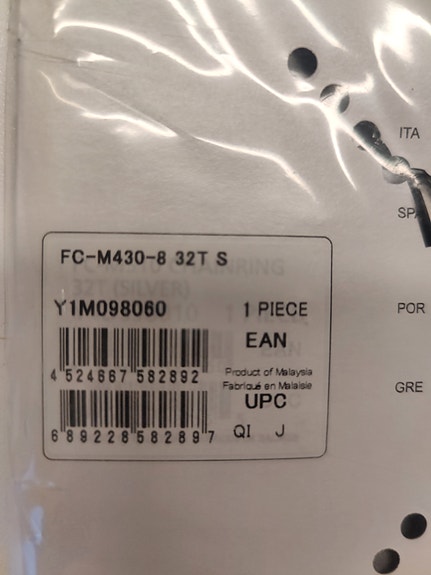 ITA
SPA
FC-M430-8 32T S
Y1M098060 1 PIECE
POR
EAN
4 524667 582892
Product of Malaysia
Fabriqué en Malaisie
GRE
UPC
6 89228 58289 7
QI J